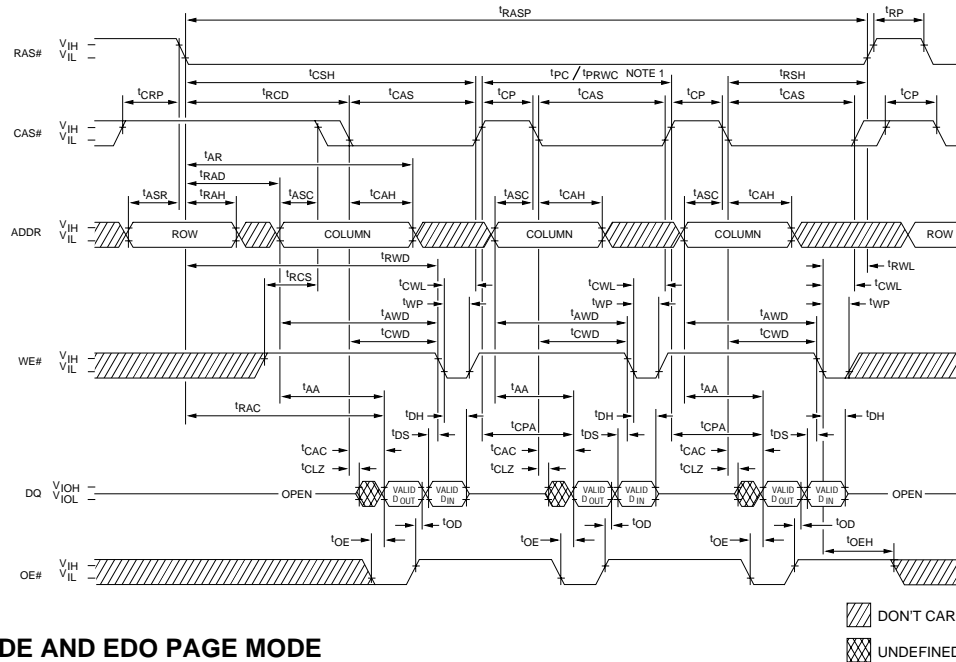 tRASP tRP
RAS# VIH
VIL
tCSH tPC / tPRWC NOTE 1 tRSH
tCRP tRCD tCAS tCP tCAS tCP tCAS tCP
CAS# VIH
VIL
tAR
tRAD
tASR tRAH tASC tCAH tASC tCAH tASC tCAH
ADDR VIH
VIL
ROW COLUMN COLUMN COLUMN ROW
tRWD tRWL
tRCS tCWL tCWL tCWL
tWP tWP tWP
tAWD tAWD tAWD
tCWD tCWD tCWD
WE# VIH
VIL
tAA tAA tAA
tRAC tDH tDH tDH
tDS tCPA tDS tCPA tDS
tCAC tCAC tCAC
tCLZ tCLZ tCLZ
DQ VIOH
VIOL
OPEN VALID DOUT VALID DIN VALID DOUT VALID DIN VALID DOUT VALID DIN OPEN
tOD tOD tOD
tOE tOE tOE tOEH
OE# VIH
VIL
DON'T CAR
UNDEFINED
DE AND EDO PAGE MODE